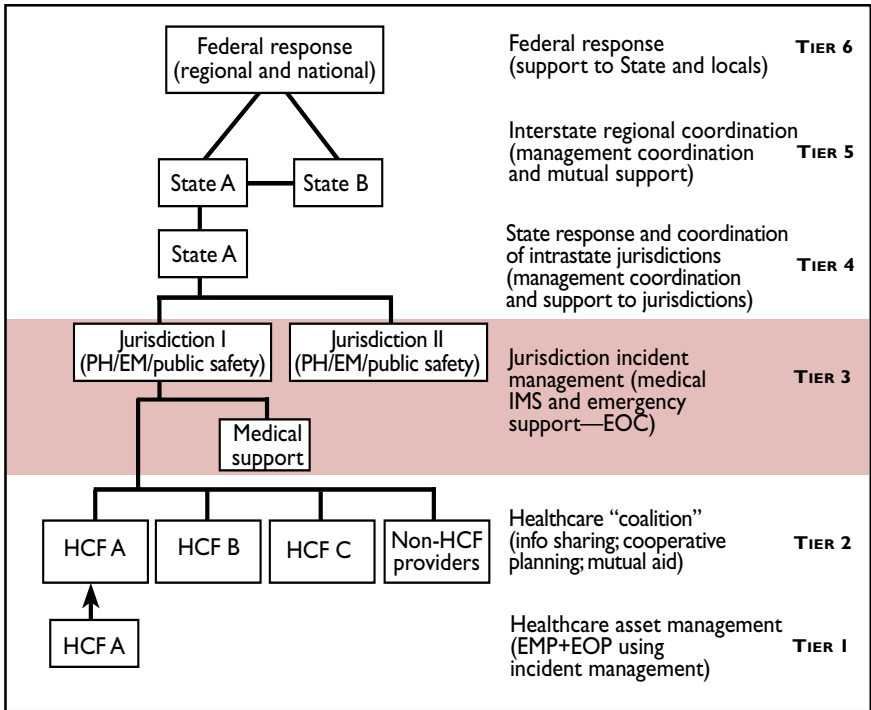 Federal response
(regional and national)
Federal response
(support to State and locals)
TIER 6
State A
State B
Interstate regional coordination
(management coordination
and mutual support)
TIER 5
State A
State response and coordination
of intrastate jurisdictions
(management coordination
and support to jurisdictions)
TIER 4
Jurisdiction I
(PH/EM/public safety)
Jurisdiction II
(PH/EM/public safety)
Medical
support
Jurisdiction incident
management (medical
IMS and emergency
support—EOC)
TIER 3
HCF A
HCF B
HCF C
Non-HCF
providers
Healthcare “coalition”
(info sharing; cooperative
planning; mutual aid)
TIER 2
HCF A
Healthcare asset management
(EMP+EOP using
incident management)
TIER 1